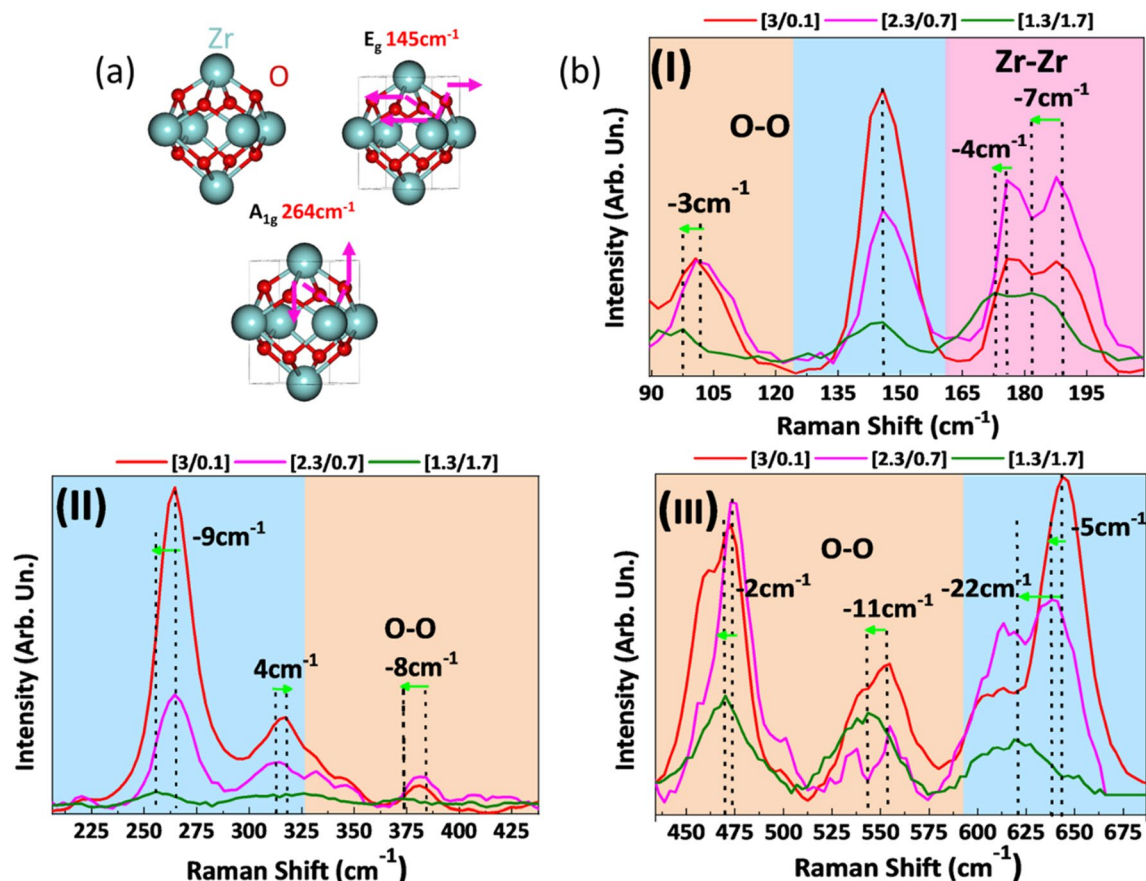 (a)
Zr
O
E₉ 145cm⁻¹
A₁g 264cm⁻¹
(b)
[3/0.1] [2.3/0.7] [1.3/1.7]
(I)
Zr-Zr
-7cm⁻¹
O-O
-4cm⁻¹
-3cm⁻¹
Intensity (Arb. Un.)
90 105 135 150 165 180 195
Raman Shift (cm⁻¹)
[3/0.1] [2.3/0.7] [1.3/1.7]
(II)
-9cm⁻¹
O-O
4cm⁻¹
-8cm⁻¹
Intensity (Arb. Un.)
225 250 275 300 325 350 375 400 425
Raman Shift (cm⁻¹)
[3/0.1] [2.3/0.7] [1.3/1.7]
(III)
-5cm⁻¹
O-O
-2cm⁻¹
-22cm⁻¹
-11cm⁻¹
Intensity (Arb. Un.)
450 475 525 550 600 625 650 675
Raman Shift (cm⁻¹)